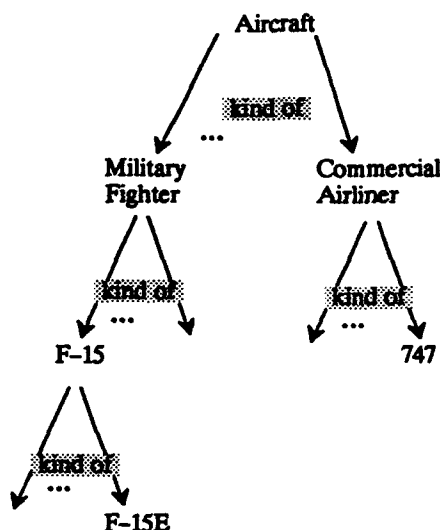 Aircraft
kind of
...
Military Commercial
Fighter Airliner
kind of kind of
... ...
F-15 747
kind of
...
F-15E